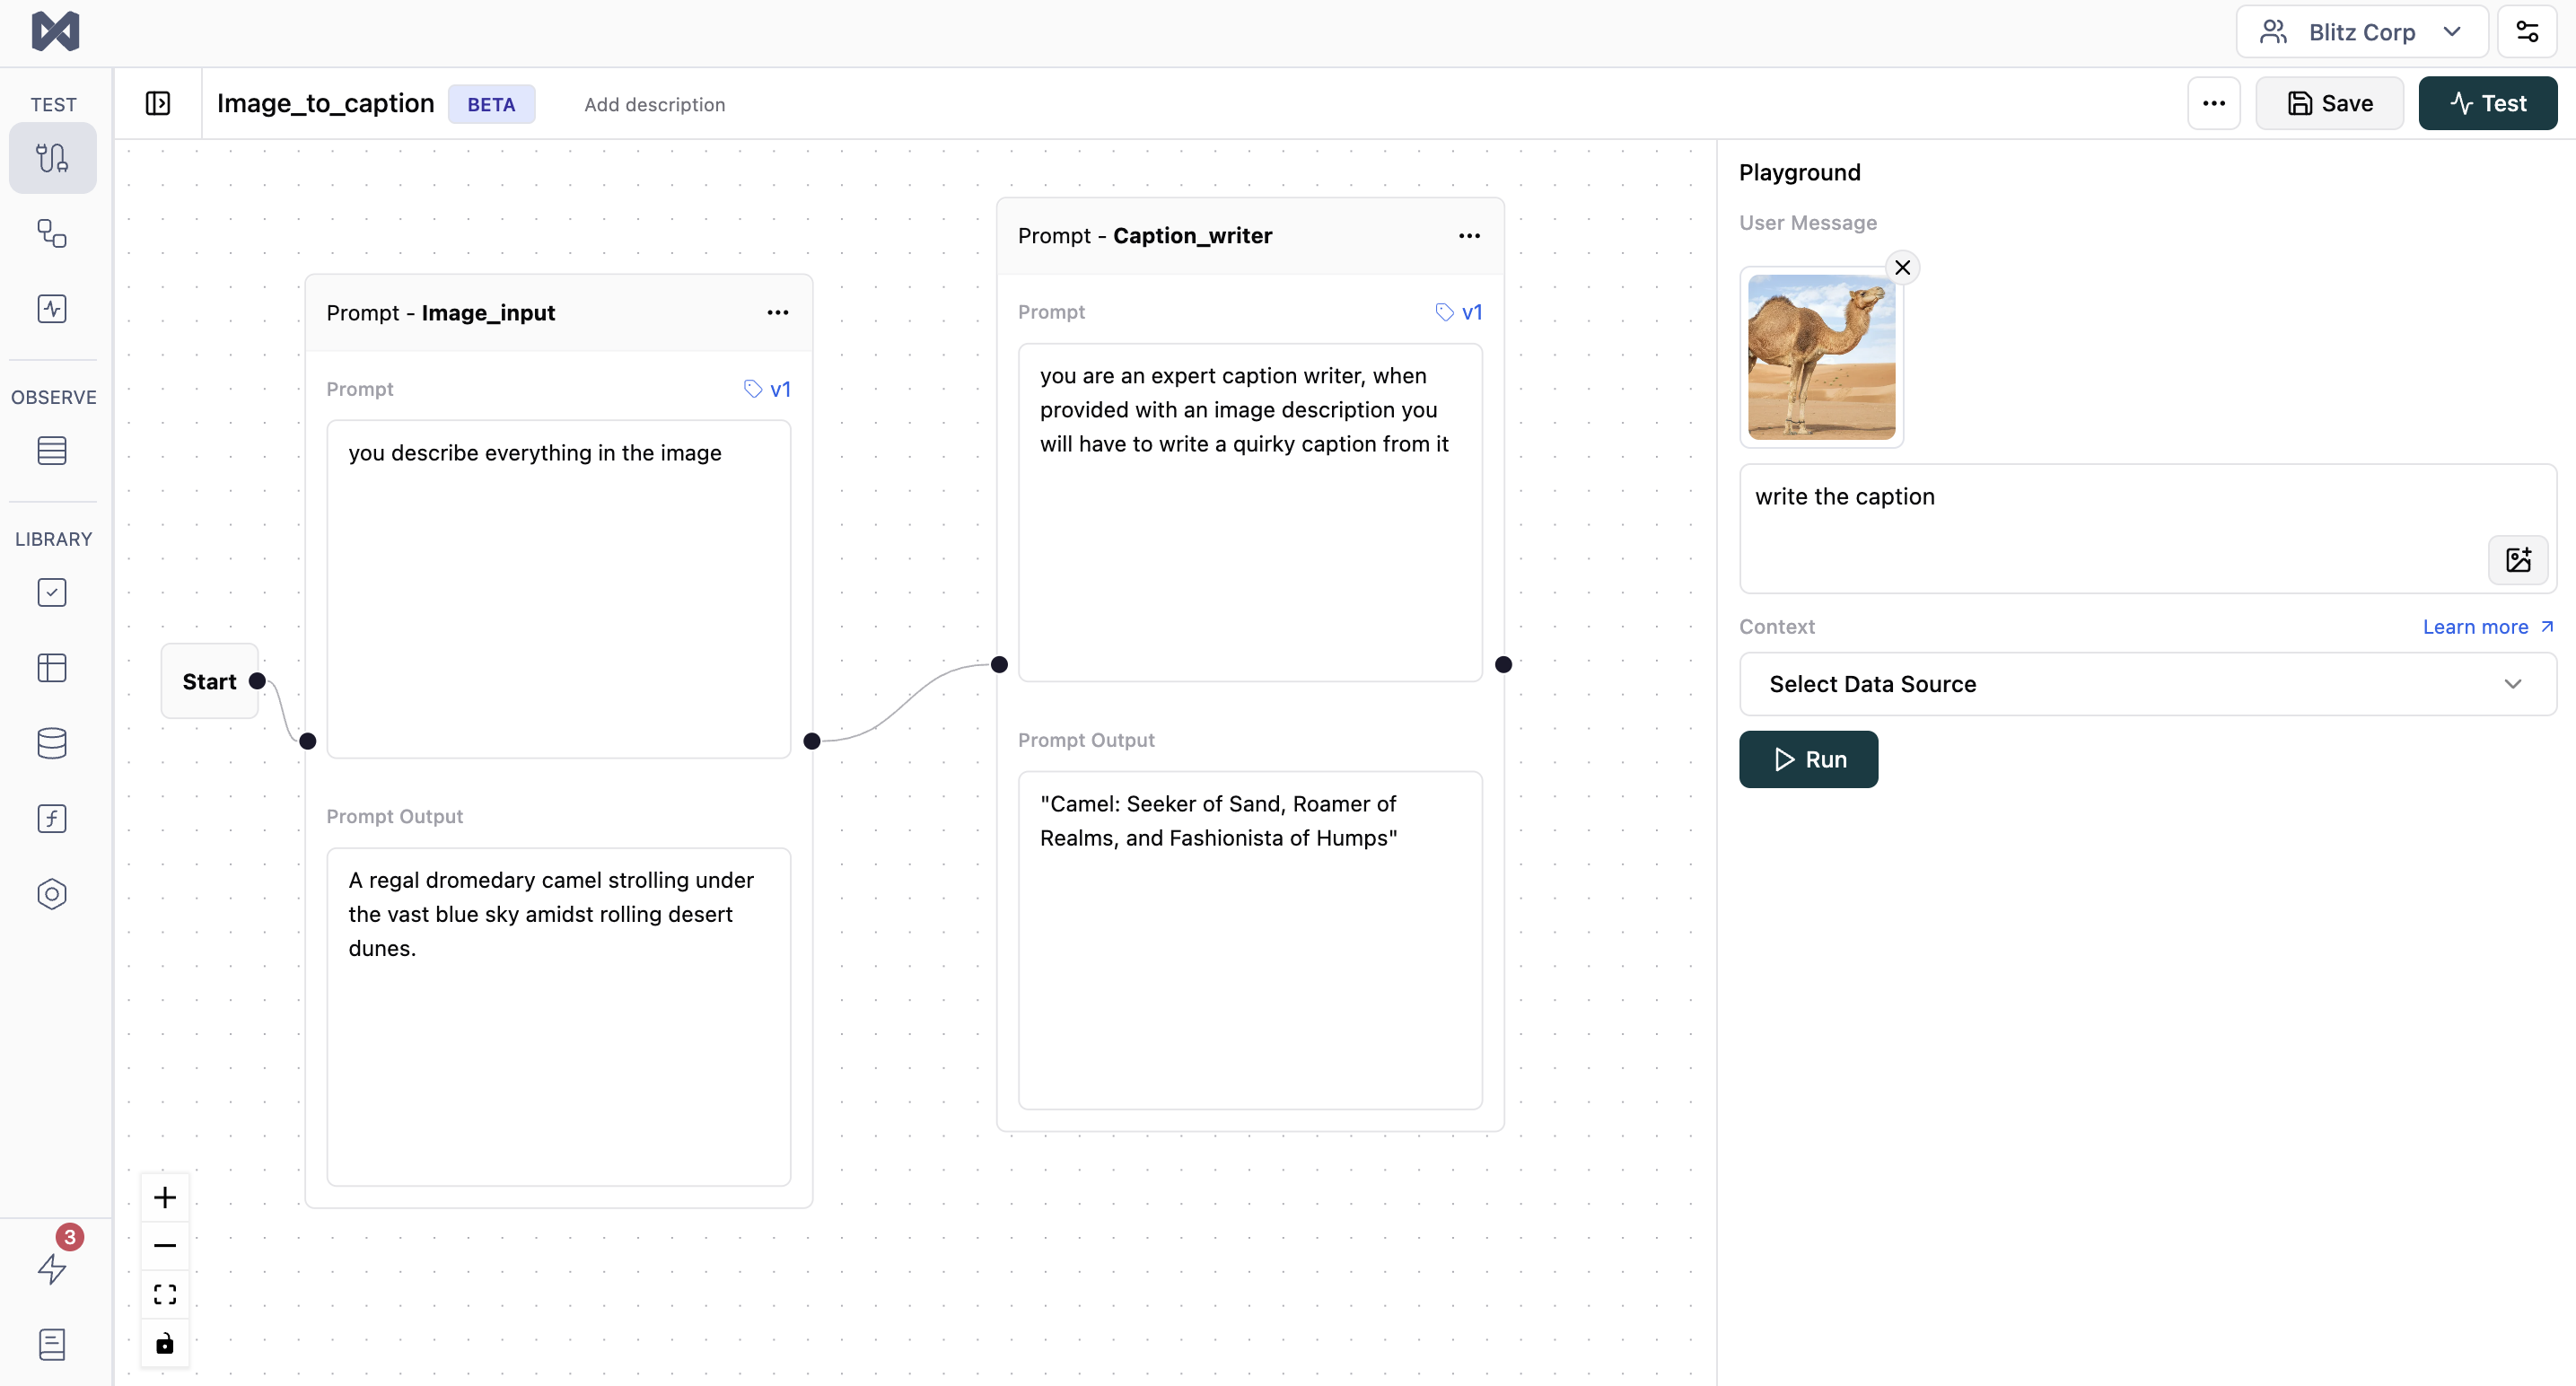 Blitz Corp
TEST
Image_to_caption
BETA
Add description
Save
Test
OBSERVE
LIBRARY
3
Start
Prompt - Image_input
Prompt
v1
you describe everything in the image
Prompt Output
A regal dromedary camel strolling under
the vast blue sky amidst rolling desert
dunes.
Prompt - Caption_writer
Prompt
v1
you are an expert caption writer, when
provided with an image description you
will have to write a quirky caption from it
Prompt Output
"Camel: Seeker of Sand, Roamer of
Realms, and Fashionista of Humps"
Playground
User Message
write the caption
Context
Learn more
Select Data Source
Run